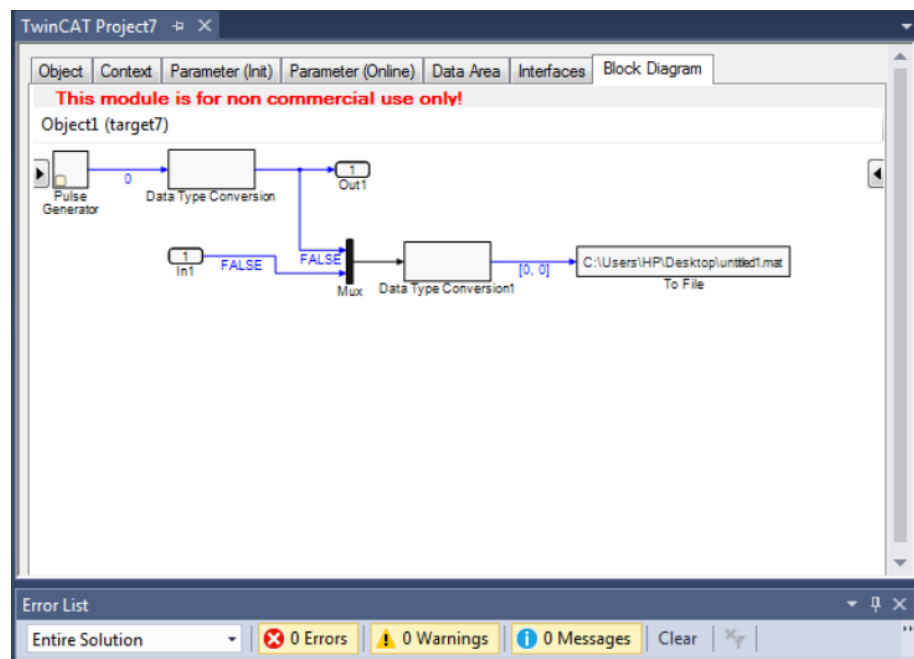 TwinCAT Project7
Object Context Parameter (Init) Parameter (Online) Data Area Interfaces Block Diagram
This module is for non commercial use only!
Object1 (target7)
0
1
Pulse
Generator
Data Type Conversion
Out1
1
In1
FALSE
FALSE
Mux
Data Type Conversion1
[0, 0]
C:\Users\HP\Desktop\untitled1.mat
To File
Error List
Entire Solution 0 Errors 0 Warnings 0 Messages Clear